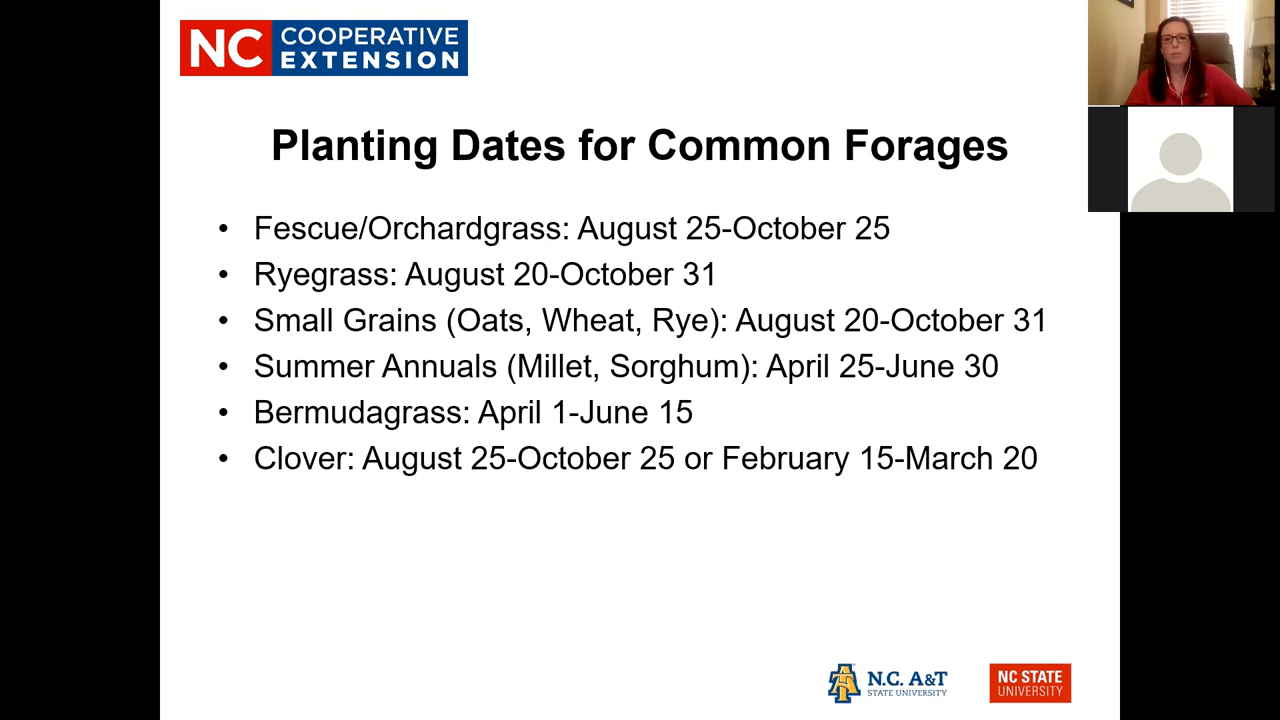 NC COOPERATIVE
EXTENSION
Planting Dates for Common Forages
• Fescue/Orchardgrass: August 25-October 25
• Ryegrass: August 20-October 31
• Small Grains (Oats, Wheat, Rye): August 20-October 31
• Summer Annuals (Millet, Sorghum): April 25-June 30
• Bermudagrass: April 1-June 15
• Clover: August 25-October 25 or February 15-March 20
N.C. A&T
STATE UNIVERSITY
NC STATE
UNIVERSITY